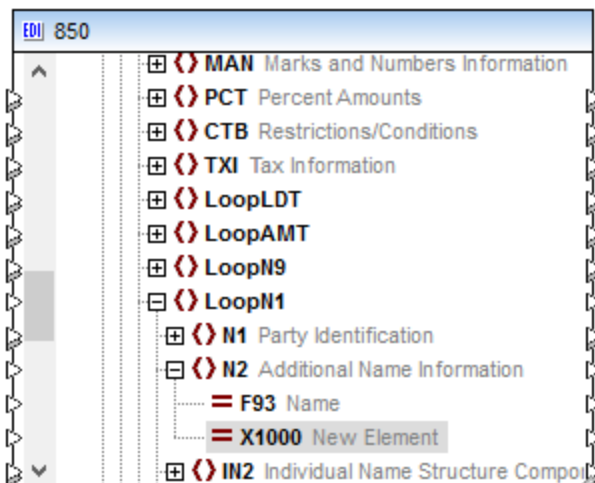 EDI 850
MAN Marks and Numbers Information
PCT Percent Amounts
CTB Restrictions/Conditions
TXI Tax Information
LoopLDT
LoopAMT
LoopN9
LoopN1
N1 Party Identification
N2 Additional Name Information
F93 Name
X1000 New Element
IN2 Individual Name Structure